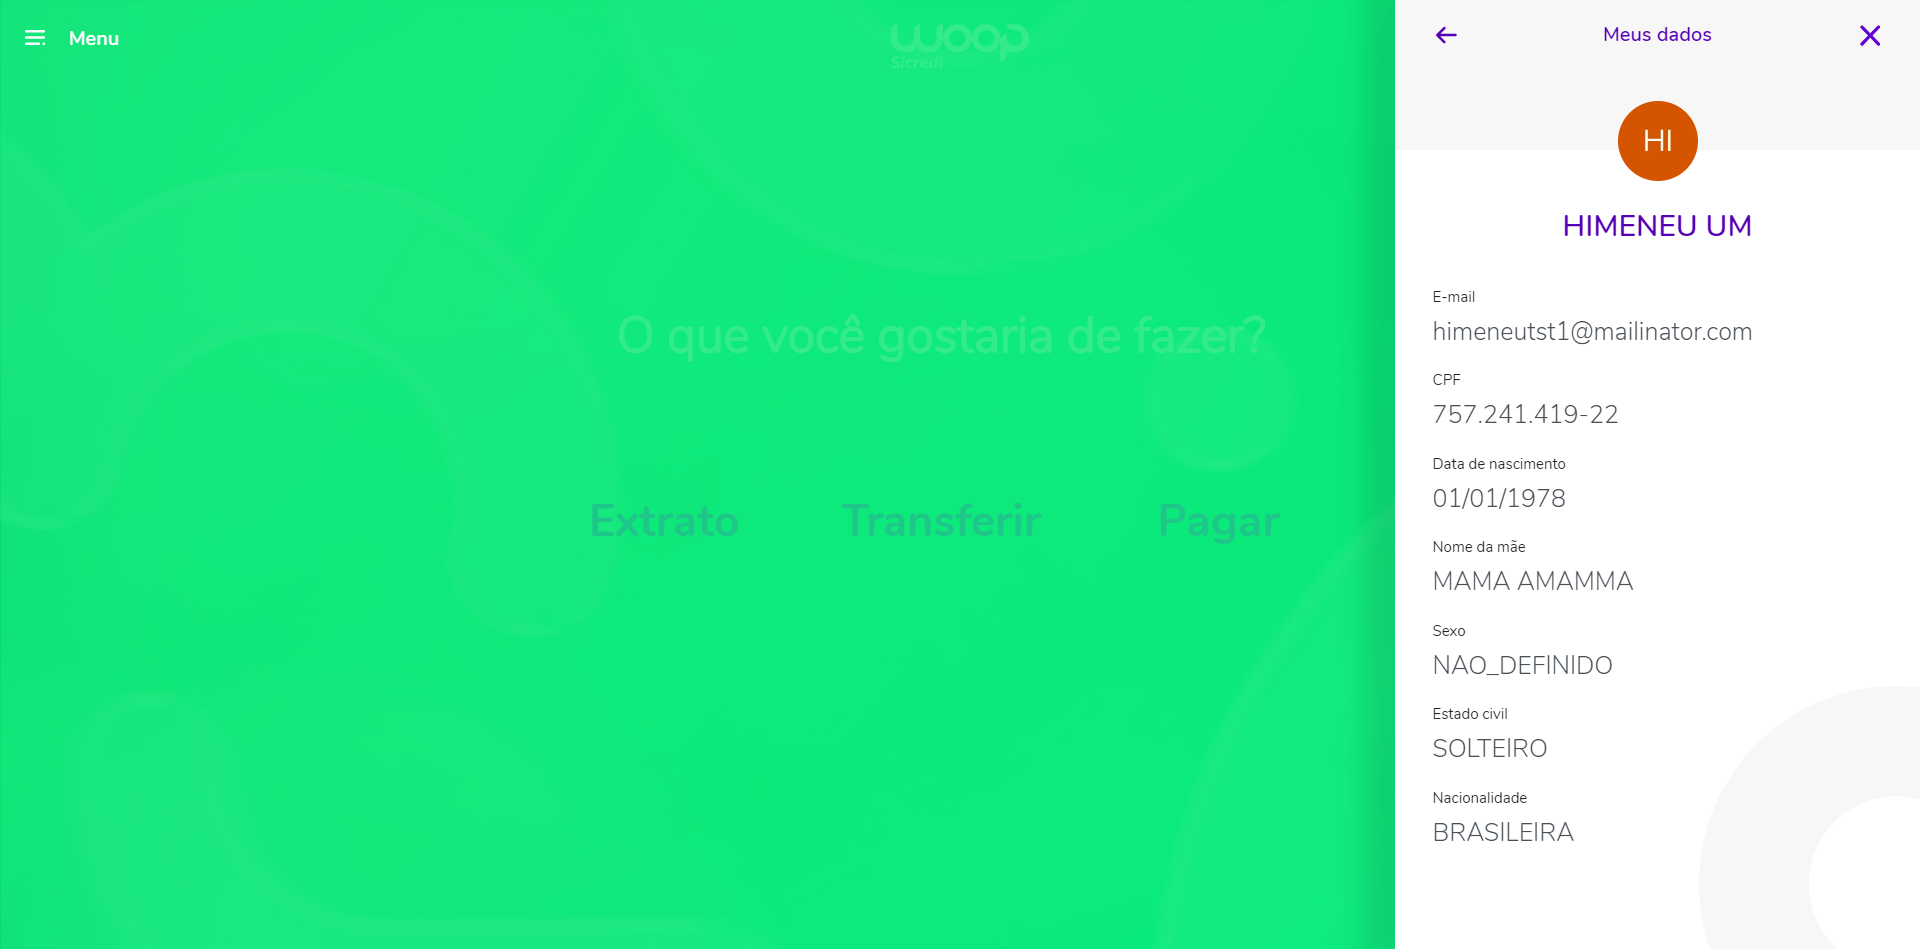 Menu
woop
Sicredi
O que você gostaria de fazer?
Extrato
Transferir
Pagar
Meus dados
HI
HIMENEU UM
E-mail
himeneutst1@mailinator.com
CPF
757.241.419-22
Data de nascimento
01/01/1978
Nome da mãe
MAMA AMAMMA
Sexo
NAO_DEFINIDO
Estado civil
SOLTEIRO
Nacionalidade
BRASILEIRA